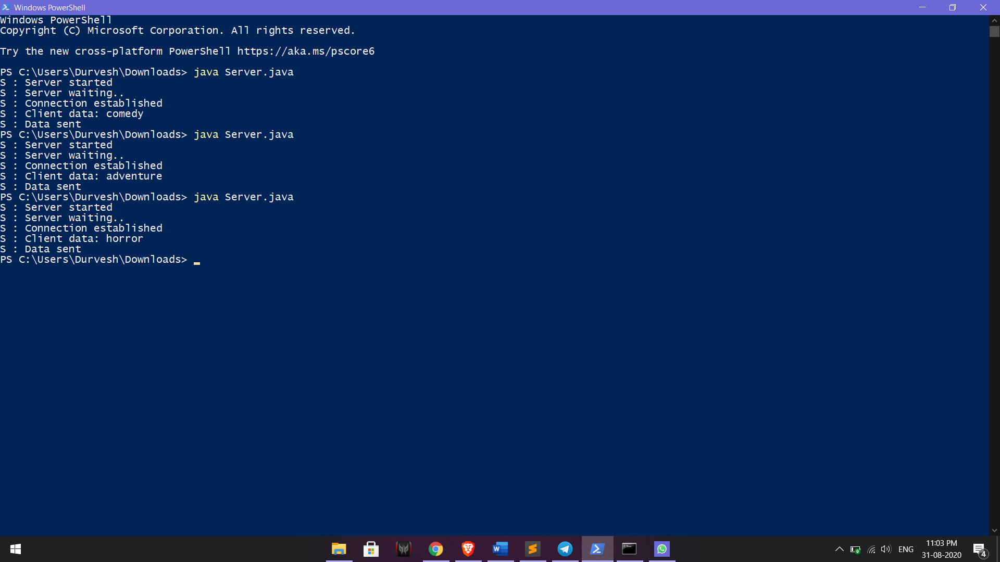 Windows PowerShell
Windows PowerShell
Copyright (C) Microsoft Corporation. All rights reserved.
Try the new cross-platform PowerShell https://aka.ms/pscore6
PS C:\Users\Durvesh\Downloads> java Server.java
S : Server started
S : Server waiting..
S : Connection established
S : Client data: comedy
S : Data sent
PS C:\Users\Durvesh\Downloads> java Server.java
S : Server started
S : Server waiting..
S : Connection established
S : Client data: adventure
S : Data sent
PS C:\Users\Durvesh\Downloads> java Server.java
S : Server started
S : Server waiting..
S : Connection established
S : Client data: horror
S : Data sent
PS C:\Users\Durvesh\Downloads>
ENG
11:03 PM
31-08-2020
4